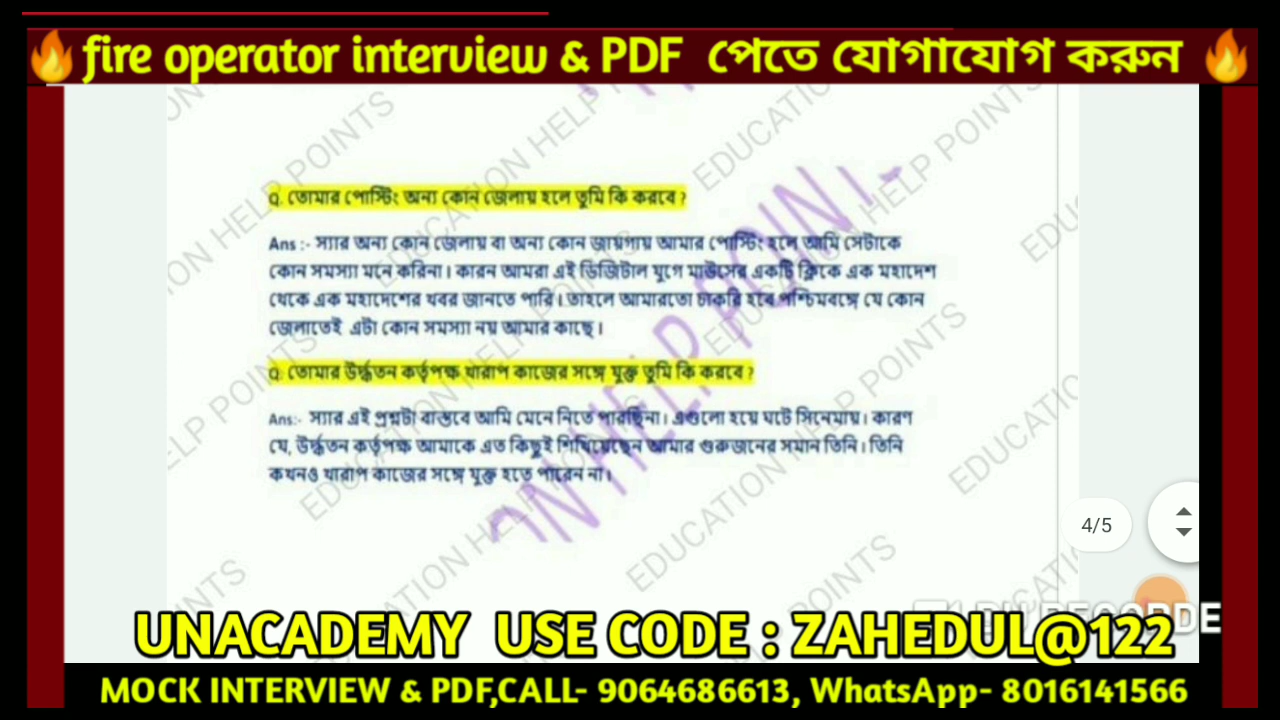 fire operator interview & PDF পেতে যোগাযোগ করুন
Q. তোমার পোস্টিং অন্য কোন জেলায় হলে তুমি কি করবে ?
Ans :- স্যার অন্য কোন জেলায় বা অন্য কোন জায়গায় আমার পোস্টিং হলে আমি সেটাকে
কোন সমস্যা মনে করিনা । কারন আমরা এই ডিজিটাল যুগে মাউসের একটি ক্লিকে এক মহাদেশ
থেকে এক মহাদেশের খবর জানতে পারি । তাহলে আমারতো চাকরি হবে পশ্চিমবঙ্গে যে কোন
জেলাতেই এটা কোন সমস্যা নয় আমার কাছে ।
Q. তোমার উর্দ্ধতন কর্তৃপক্ষ খারাপ কাজের সঙ্গে যুক্ত তুমি কি করবে ?
Ans:- স্যার এই প্রশ্নটা বাস্তবে আমি মেনে নিতে পারছিনা । এগুলো হয়ে ঘটে সিনেমায় । কারণ
যে, উর্দ্ধতন কর্তৃপক্ষ আমাকে এত কিছুই শিখিয়েছেন আমার গুরুজনের সমান তিনি । তিনি
কখনও খারাপ কাজের সঙ্গে যুক্ত হতে পারেন না ।
4/5
UNACADEMY USE CODE : ZAHEDUL@122
MOCK INTERVIEW & PDF,CALL- 9064686613, WhatsApp- 8016141566
EDUCATION HELP POINTS